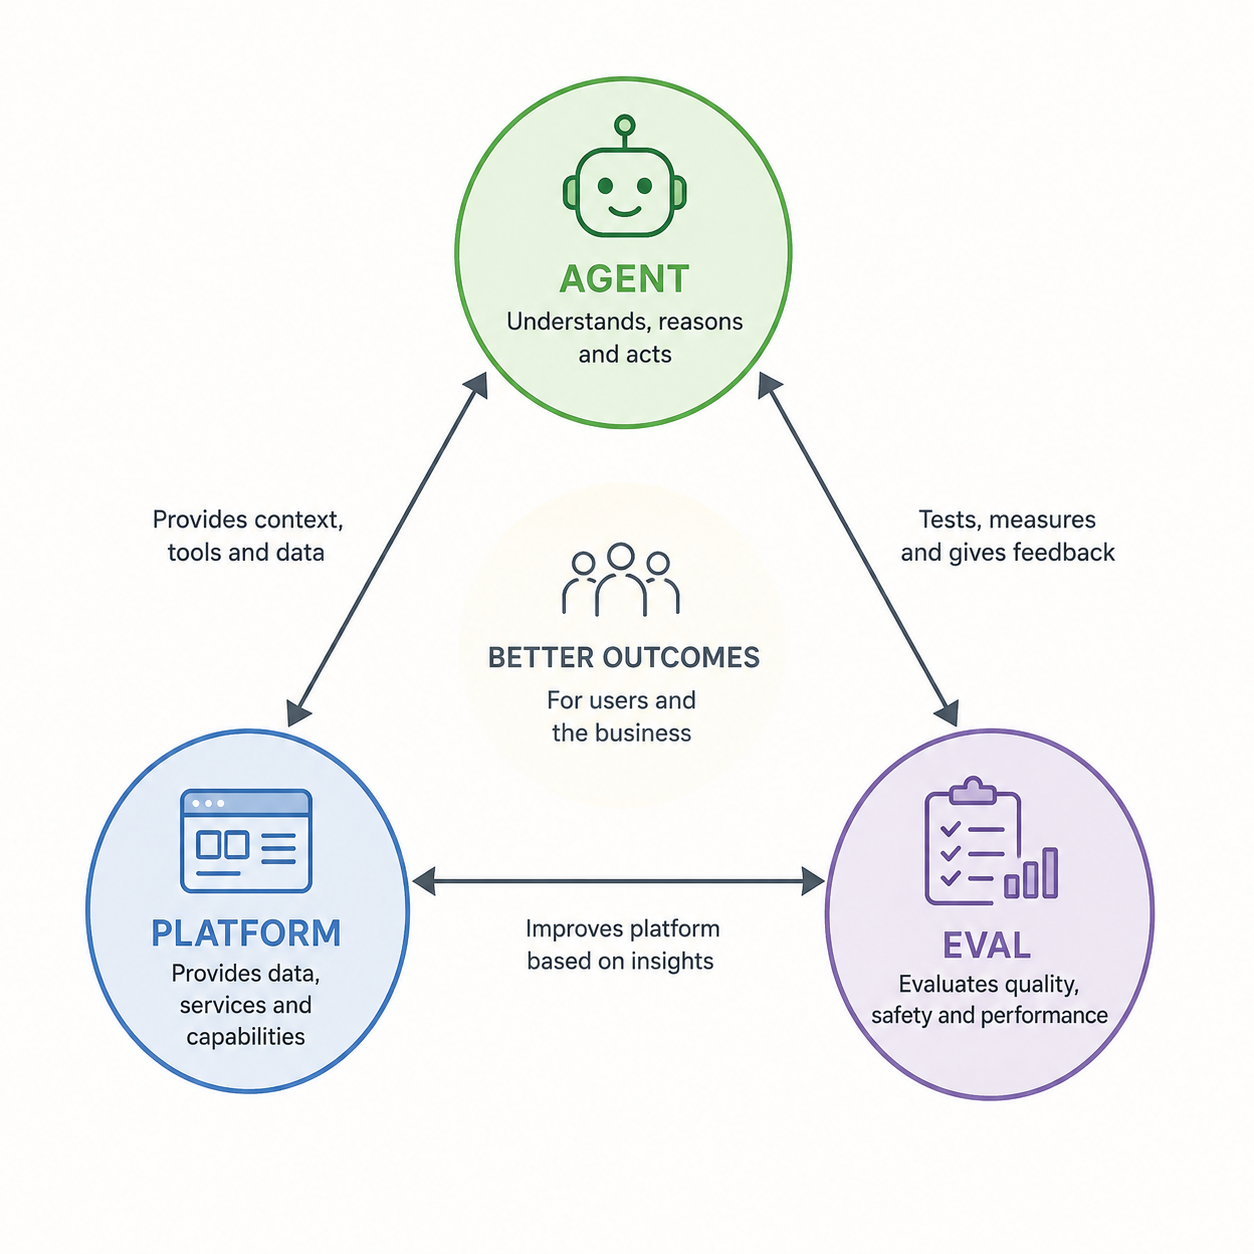 AGENT
Understands, reasons
and acts
Provides context,
tools and data
Tests, measures
and gives feedback
BETTER OUTCOMES
For users and
the business
PLATFORM
Provides data,
services and
capabilities
Improves platform
based on insights
EVAL
Evaluates quality,
safety and performance